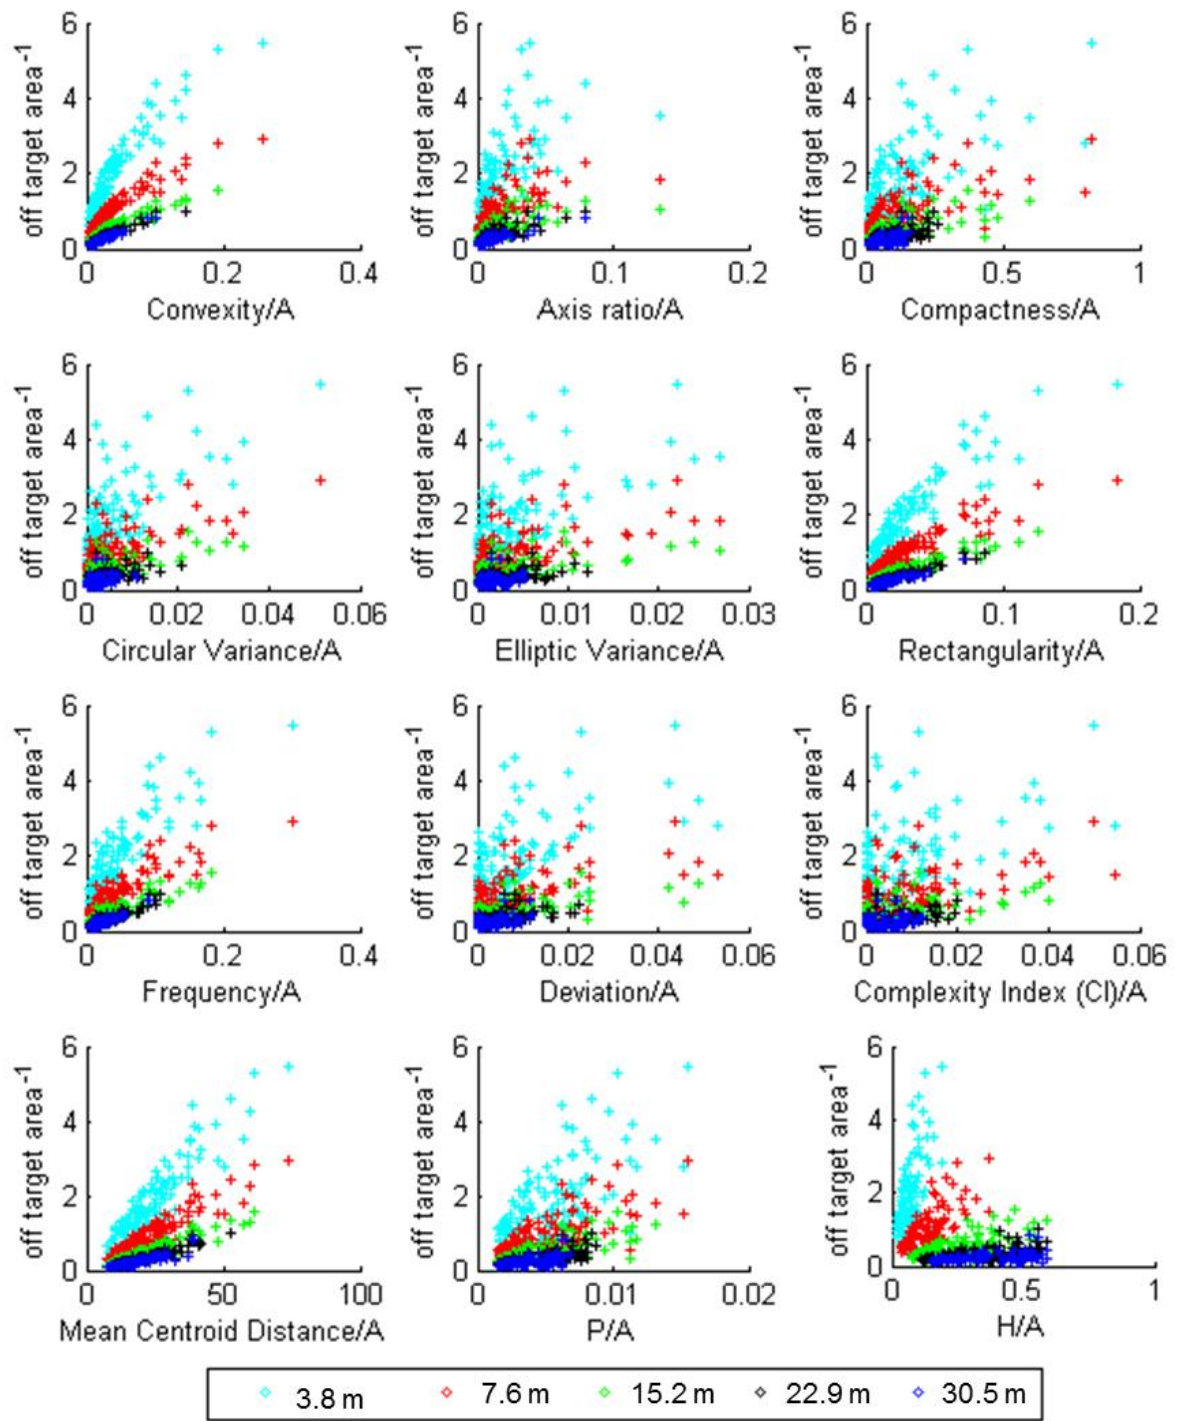 6 6 6
4 4 4
2 2 2
0 0 0
off target area⁻¹ off target area⁻¹ off target area⁻¹
0 0.2 0.4 0 0.1 0.2 0 0.5 1
Convexity/A Axis ratio/A Compactness/A
6 6 6
4 4 4
2 2 2
0 0 0
off target area⁻¹ off target area⁻¹ off target area⁻¹
0 0.02 0.04 0.06 0 0.01 0.02 0.03 0 0.1 0.2
Circular Variance/A Elliptic Variance/A Rectangularity/A
6 6 6
4 4 4
2 2 2
0 0 0
off target area⁻¹ off target area⁻¹ off target area⁻¹
0 0.2 0.4 0 0.02 0.04 0.06 0 0.02 0.04 0.06
Frequency/A Deviation/A Complexity Index (CI)/A
6 6 6
4 4 4
2 2 2
0 0 0
off target area⁻¹ off target area⁻¹ off target area⁻¹
0 50 100 0 0.01 0.02 0 0.5 1
Mean Centroid Distance/A P/A H/A
3.8 m 7.6 m 15.2 m 22.9 m 30.5 m